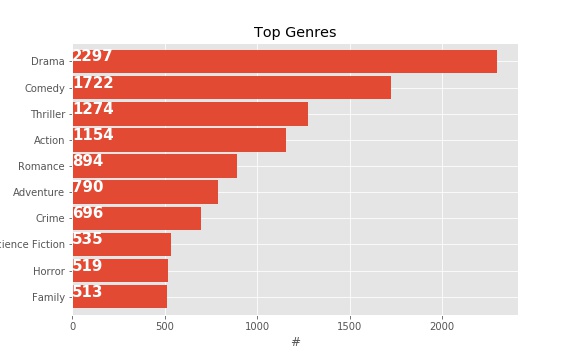 Top Genres
Drama 2297
Comedy 1722
Thriller 1274
Action 1154
Romance 894
Adventure 790
Crime 696
cience Fiction 535
Horror 519
Family 513
0 500 1000 1500 2000
#